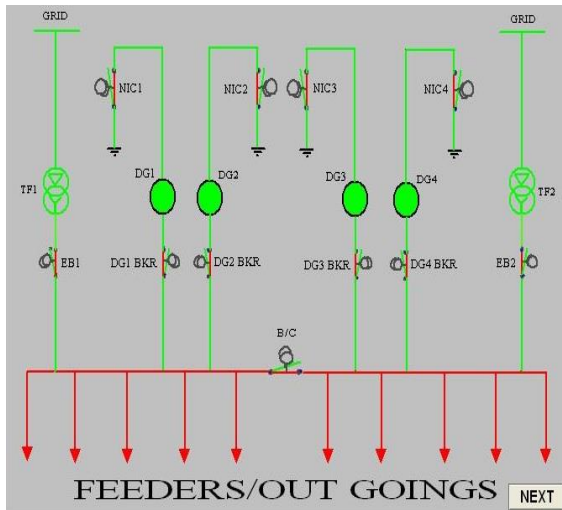 GRID
GRID
NIC1
NIC2
NIC3
NIC4
DG1
DG2
DG3
DG4
TF1
TF2
EB1
DG1 BKR
DG2 BKR
DG3 BKR
DG4 BKR
EB2
B/C
FEEDERS/OUT GOINGS
NEXT